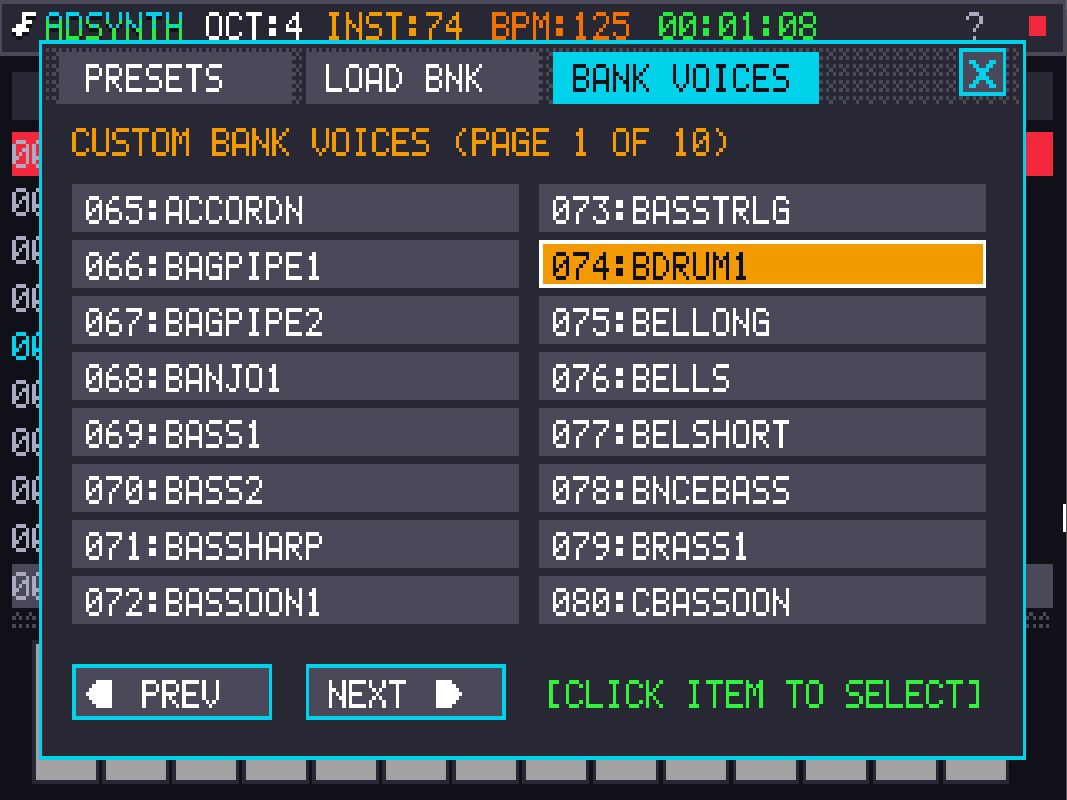 ADSYNTH OCT:4 INST:74 BPM:125 00:01:08 ?
PRESETS LOAD BNK BANK VOICES X
CUSTOM BANK VOICES (PAGE 1 OF 10)
065:ACCORDN
066:BAGPIPE1
067:BAGPIPE2
068:BANJO1
069:BASS1
070:BASS2
071:BASSHARP
072:BASSOON1
073:BASSTRLG
074:BDRUM1
075:BELLONG
076:BELLS
077:BELSHORT
078:BNCEBASS
079:BRASS1
080:CBASSOON
PREV NEXT [CLICK ITEM TO SELECT]